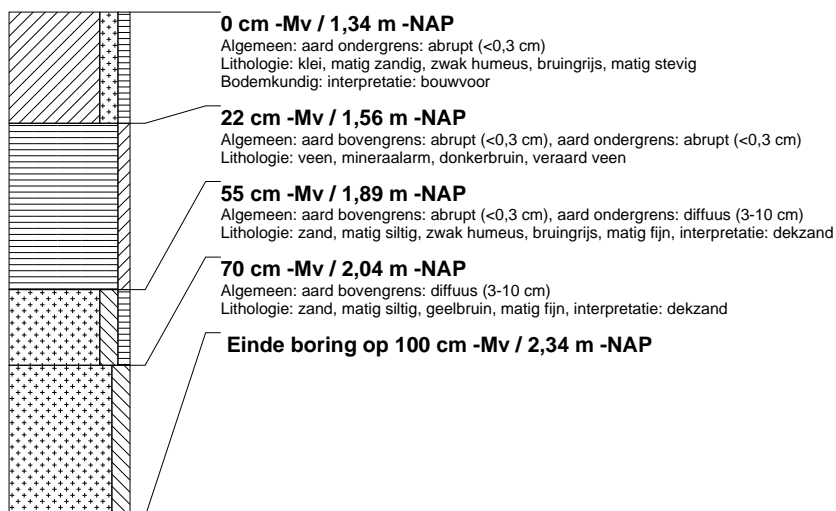 0 cm -Mv / 1,34 m -NAP
Algemeen: aard ondergrens: abrupt (<0,3 cm)
Lithologie: klei, matig zandig, zwak humeus, bruingrijs, matig stevig
Bodemkundig: interpretatie: bouwvoor
22 cm -Mv / 1,56 m -NAP
Algemeen: aard bovengrens: abrupt (<0,3 cm), aard ondergrens: abrupt (<0,3 cm)
Lithologie: veen, mineraalarm, donkerbruin, veraard veen
55 cm -Mv / 1,89 m -NAP
Algemeen: aard bovengrens: abrupt (<0,3 cm), aard ondergrens: diffuus (3-10 cm)
Lithologie: zand, matig siltig, zwak humeus, bruingrijs, matig fijn, interpretatie: dekzand
70 cm -Mv / 2,04 m -NAP
Algemeen: aard bovengrens: diffuus (3-10 cm)
Lithologie: zand, matig siltig, geelbruin, matig fijn, interpretatie: dekzand
Einde boring op 100 cm -Mv / 2,34 m -NAP